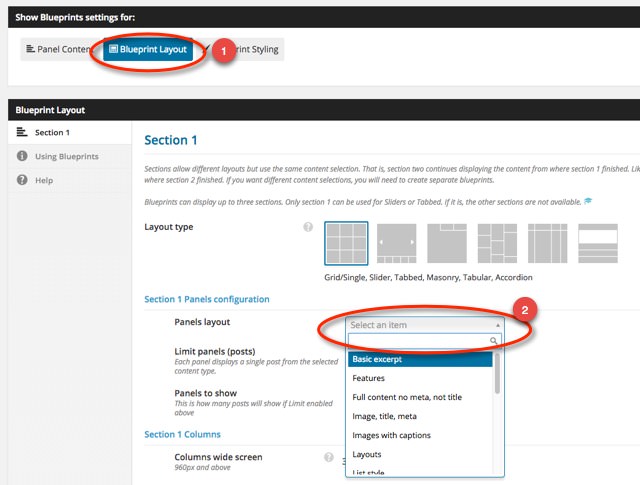 Show Blueprints settings for:
Panel Conten
Blueprint Layout
1
rint Styling
Blueprint Layout
Section 1
Using Blueprints
Help
Section 1
Sections allow different layouts but use the same content selection. That is, section two continues displaying the content from where section 1 finished. Lik
where section 2 finished. If you want different content selections, you will need to create separate blueprints.
Blueprints can display up to three sections. Only section 1 can be used for Sliders or Tabbed. If it is, the other sections are not available.
Layout type
?
Grid/Single, Slider, Tabbed, Masonry, Tabular, Accordion
Section 1 Panels configuration
2
Panels layout
Select an item
Limit panels (posts)
Each panel displays a single post from the selected
content type.
Panels to show
This is how many posts will show if Limit enabled
above
Basic excerpt
Features
Full content no meta, not title
Image, title, meta
Images with captions
Layouts
List style
Section 1 Columns
Columns wide screen
?
3
960px and above